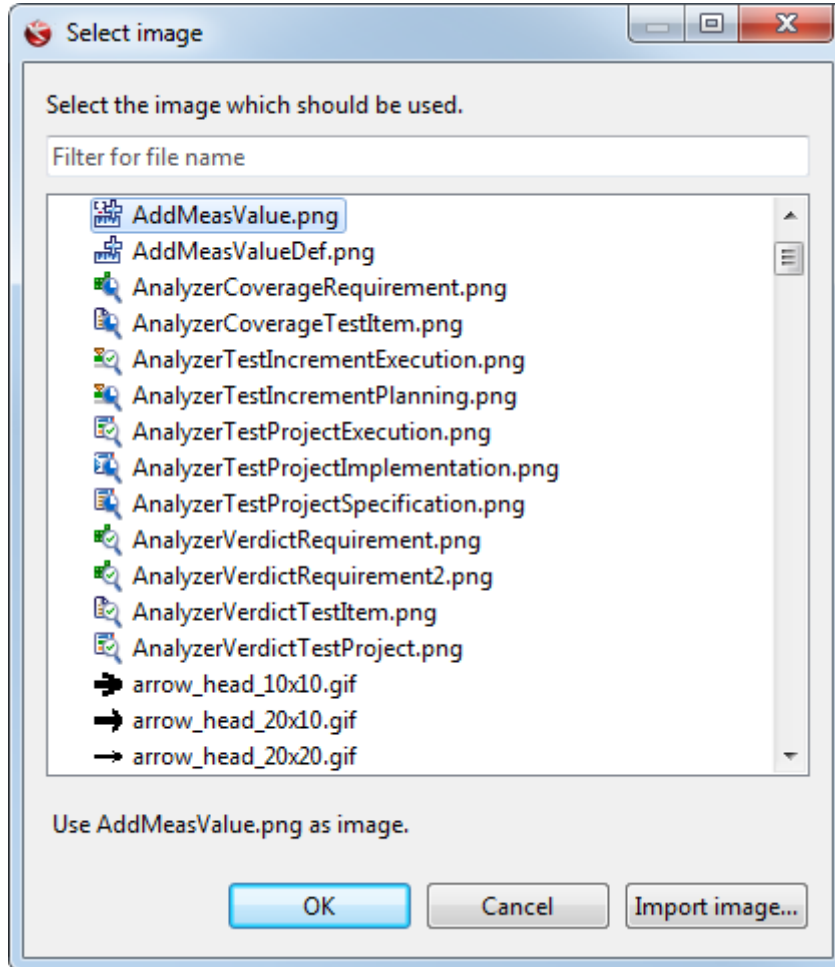 Select image
Select the image which should be used.
Filter for file name
AddMeasValue.png
AddMeasValueDef.png
AnalyzerCoverageRequirement.png
AnalyzerCoverageTestItem.png
AnalyzerTestIncrementExecution.png
AnalyzerTestIncrementPlanning.png
AnalyzerTestProjectExecution.png
AnalyzerTestProjectImplementation.png
AnalyzerTestProjectSpecification.png
AnalyzerVerdictRequirement.png
AnalyzerVerdictRequirement2.png
AnalyzerVerdictTestItem.png
AnalyzerVerdictTestProject.png
arrow_head_10x10.gif
arrow_head_20x10.gif
arrow_head_20x20.gif
Use AddMeasValue.png as image.
OK Cancel Import image...